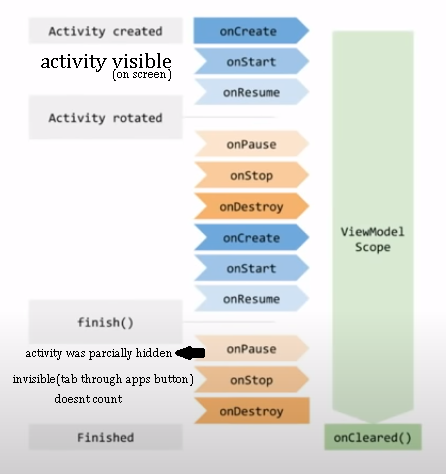 Activity created
onCreate
activity visible
(on screen)
onStart
onResume
Activity rotated
onPause
onStop
onDestroy
onCreate
onStart
onResume
ViewModel
Scope
finish()
activity was parcially hidden
onPause
invisible(tab through apps button)
doesnt count
onStop
onDestroy
Finished
onCleared()